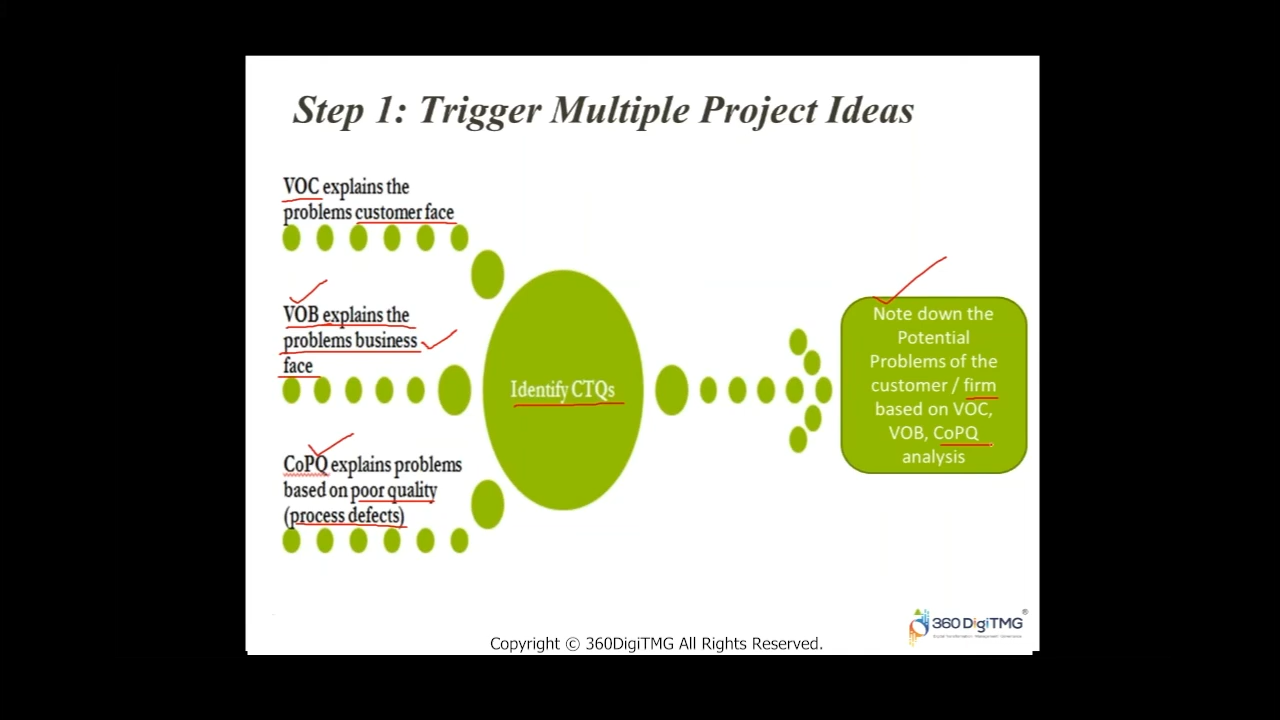 Step 1: Trigger Multiple Project Ideas
VOC explains the
problems customer face
VOB explains the
problems business
face
CoPQ explains problems
based on poor quality
(process defects)
Identify CTQs
Note down the
Potential
Problems of the
customer / firm
based on VOC,
VOB, CoPQ
analysis
360DigiTMG®
Copyright © 360DigiTMG All Rights Reserved.